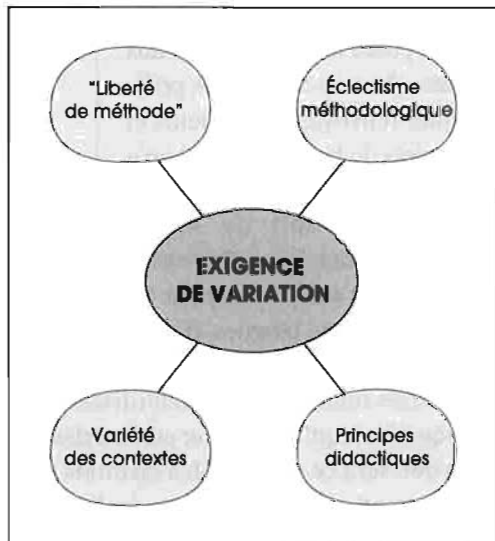 "Liberté
de méthode"
Éclectisme
méthodologique
EXIGENCE
DE VARIATION
Variété
des contextes
Principes
didactiques